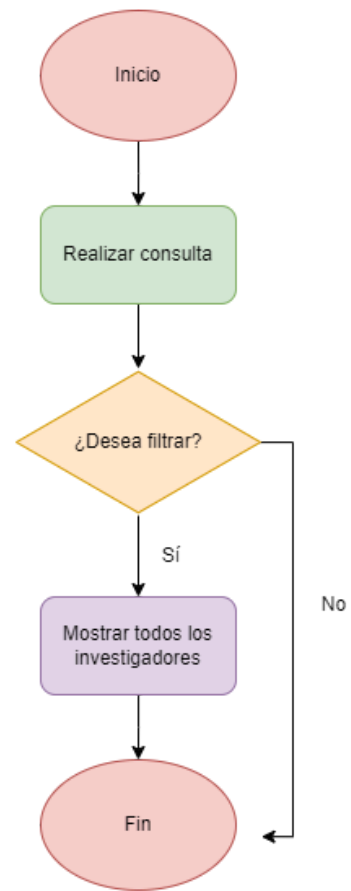 Inicio
Realizar consulta
¿Desea filtrar?
Sí
No
Mostrar todos los
investigadores
Fin